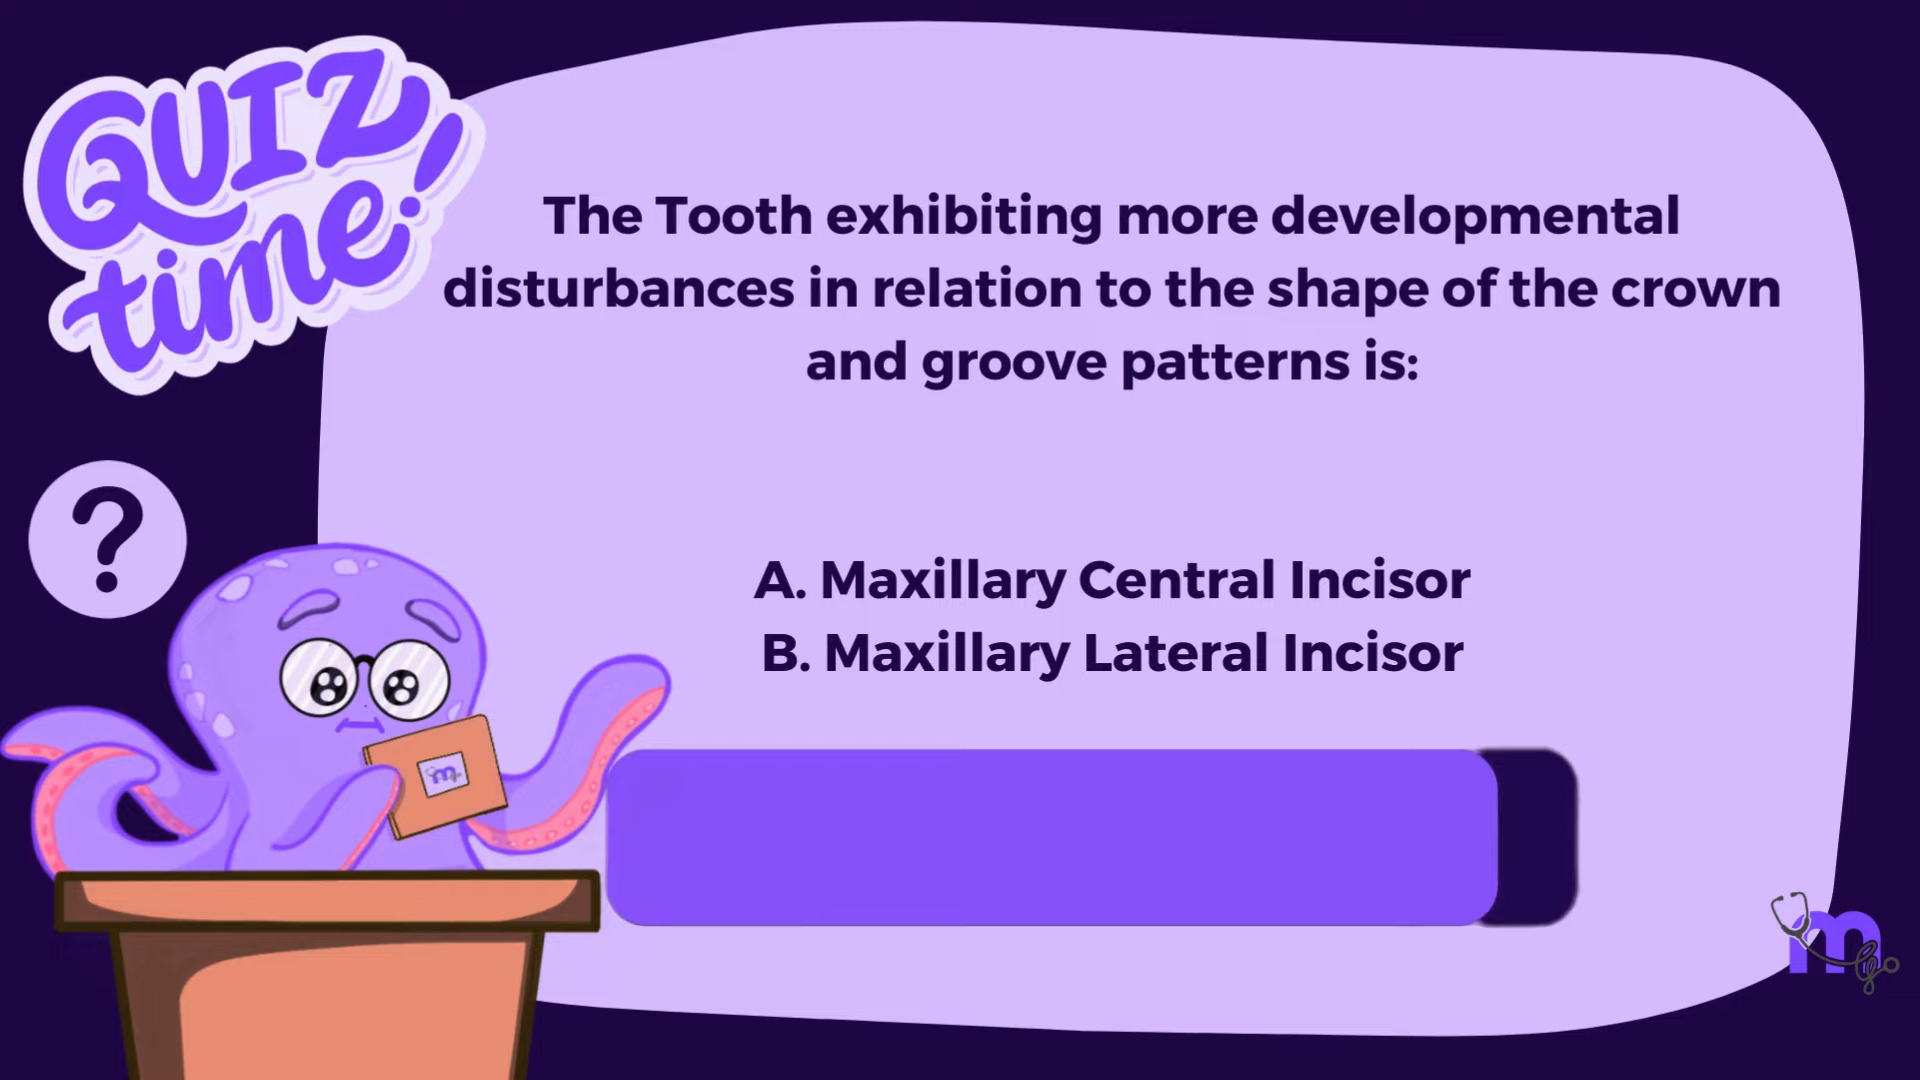 QUIZ
time!
The Tooth exhibiting more developmental
disturbances in relation to the shape of the crown
and groove patterns is:
?
A. Maxillary Central Incisor
B. Maxillary Lateral Incisor
m
go